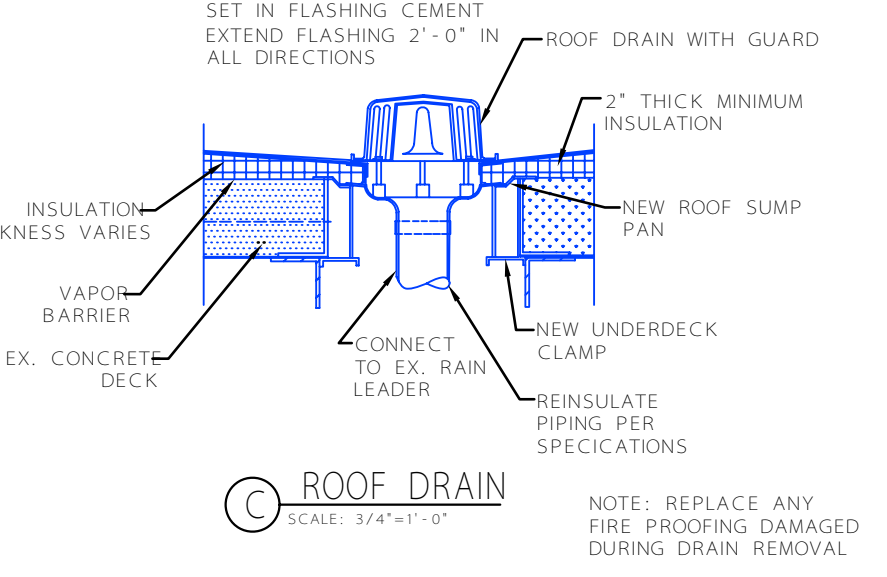 SET IN FLASHING CEMENT
EXTEND FLASHING 2'-0" IN
ALL DIRECTIONS
ROOF DRAIN WITH GUARD
2" THICK MINIMUM
INSULATION
INSULATION
KNESS VARIES
NEW ROOF SUMP
PAN
VAPOR
BARRIER
NEW UNDERDECK
CLAMP
CONNECT
TO EX. RAIN
LEADER
EX. CONCRETE
DECK
REINSULATE
PIPING PER
SPECICATIONS
C
ROOF DRAIN
SCALE: 3/4"=1'-0"
NOTE: REPLACE ANY
FIRE PROOFING DAMAGED
DURING DRAIN REMOVAL